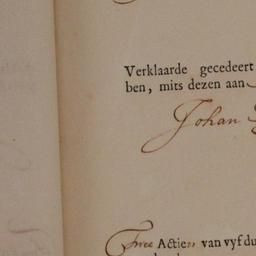 Verklaarde gecedeert
ben, mits dezen aan
Johan
Twee Actien van vyf du